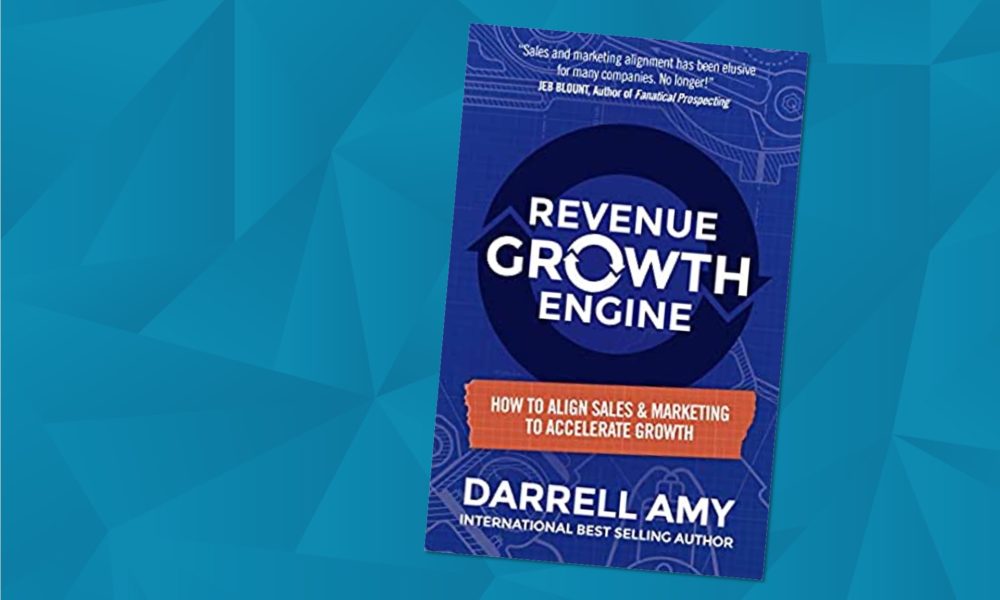 "Sales and marketing alignment has been elusive
for many companies. No longer!"
JEB BLOUNT, Author of Fanatical Prospecting
REVENUE
GROWTH
ENGINE
HOW TO ALIGN SALES & MARKETING
TO ACCELERATE GROWTH
DARRELL AMY
INTERNATIONAL BEST SELLING AUTHOR